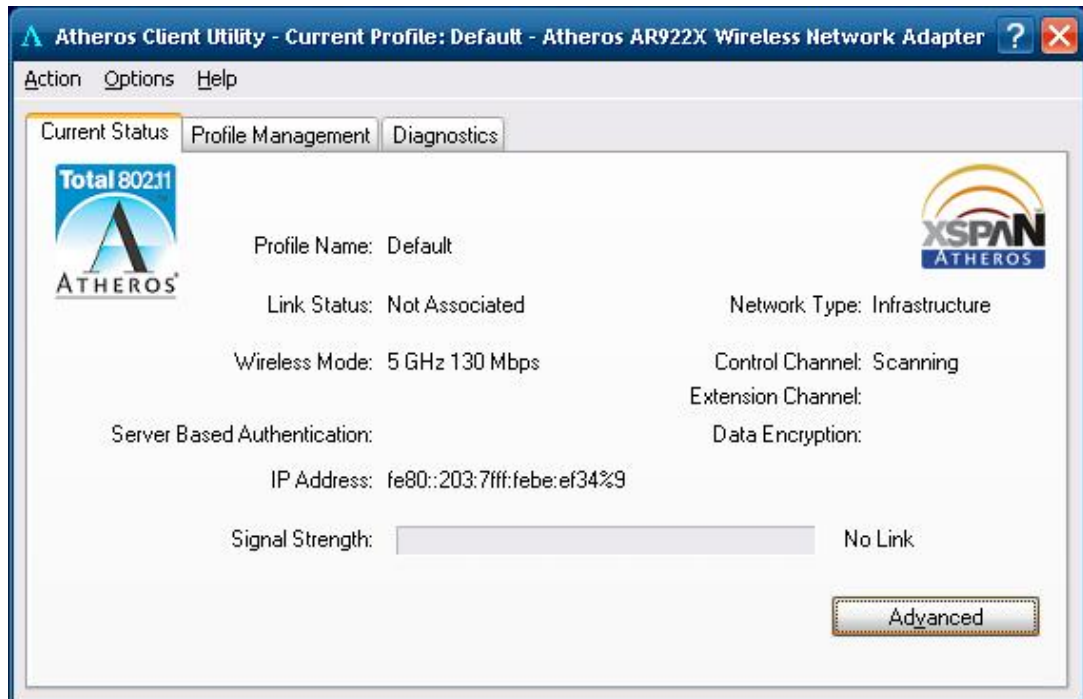 Atheros Client Utility - Current Profile: Default - Atheros AR922X Wireless Network Adapter ?
Action Options Help
Current Status Profile Management Diagnostics
Total 802.11
ATHEROS
XSPAN
ATHEROS
Profile Name: Default
Link Status: Not Associated Network Type: Infrastructure
Wireless Mode: 5 GHz 130 Mbps Control Channel: Scanning
Extension Channel:
Server Based Authentication: Data Encryption:
IP Address: fe80::203:7fff:febe:ef34%9
Signal Strength: No Link
Advanced